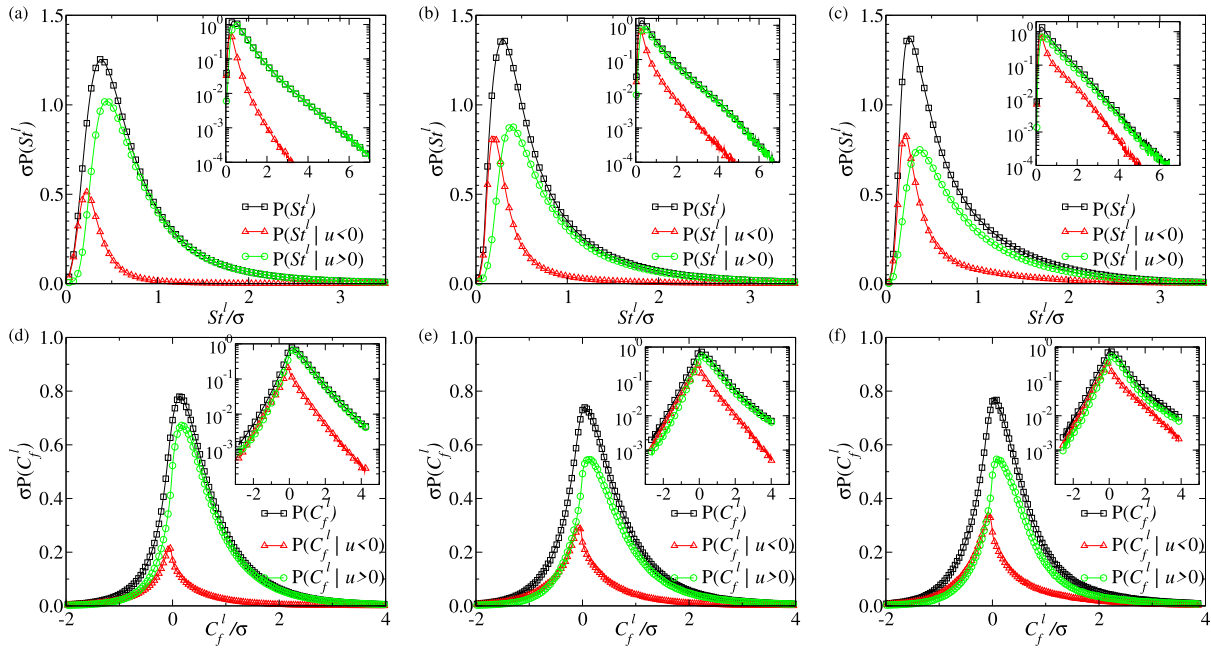 (a)
1.5
1.0
0.5
0.0
σP(St^l)
10^0
10^-1
10^-2
10^-3
10^-4
0 2 4 6
P(St^l)
P(St^l | u<0)
P(St^l | u>0)
0 1 2 3
St^l/σ
(b)
1.5
1.0
0.5
0.0
σP(St^l)
10^0
10^-1
10^-2
10^-3
10^-4
0 2 4 6
P(St^l)
P(St^l | u<0)
P(St^l | u>0)
0 1 2 3
St^l/σ
(c)
1.5
1.0
0.5
0.0
σP(St^l)
10^0
10^-1
10^-2
10^-3
10^-4
0 2 4 6
P(St^l)
P(St^l | u<0)
P(St^l | u>0)
0 1 2 3
St^l/σ
(d)
1.0
0.8
0.6
0.4
0.2
0.0
σP(C_f^l)
10^0
10^-1
10^-2
10^-3
-2 0 2 4
P(C_f^l)
P(C_f^l | u<0)
P(C_f^l | u>0)
-2 0 2 4
C_f^l/σ
(e)
1.0
0.8
0.6
0.4
0.2
0.0
σP(C_f^l)
10^0
10^-1
10^-2
10^-3
-2 0 2 4
P(C_f^l)
P(C_f^l | u<0)
P(C_f^l | u>0)
-2 0 2 4
C_f^l/σ
(f)
1.0
0.8
0.6
0.4
0.2
0.0
σP(C_f^l)
10^0
10^-1
10^-2
10^-3
-2 0 2 4
P(C_f^l)
P(C_f^l | u<0)
P(C_f^l | u>0)
-2 0 2 4
C_f^l/σ